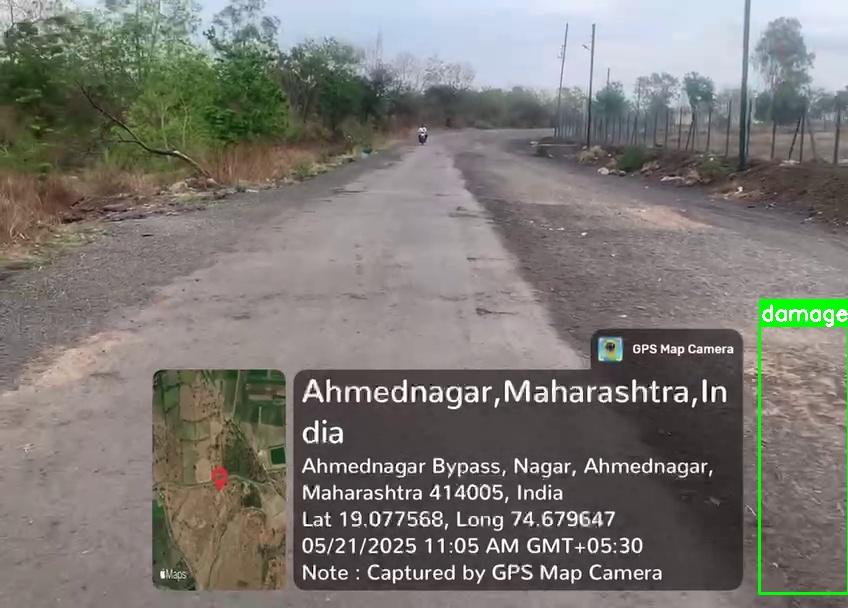 damage
GPS Map Camera
Ahmednagar,Maharashtra,In
dia
Ahmednagar Bypass, Nagar, Ahmednagar,
Maharashtra 414005, India
Lat 19.077568, Long 74.679647
05/21/2025 11:05 AM GMT+05:30
Note : Captured by GPS Map Camera
Maps